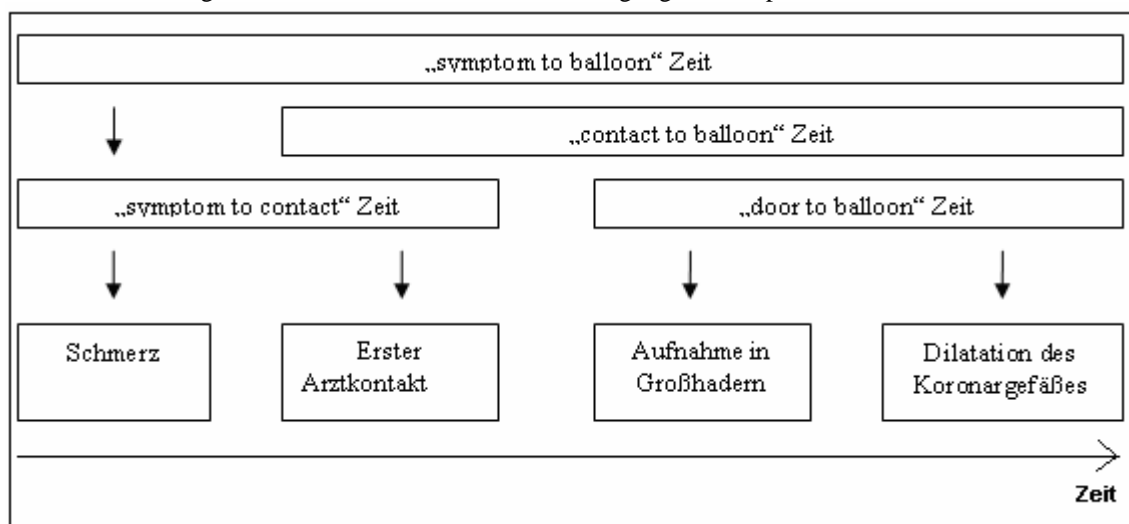 „symptom to balloon“ Zeit
„contact to balloon“ Zeit
„symptom to contact“ Zeit
„door to balloon“ Zeit
Schmerz
Erster
Arztkontakt
Aufnahme in
Großhadern
Dilatation des
Koronargefäßes
Zeit